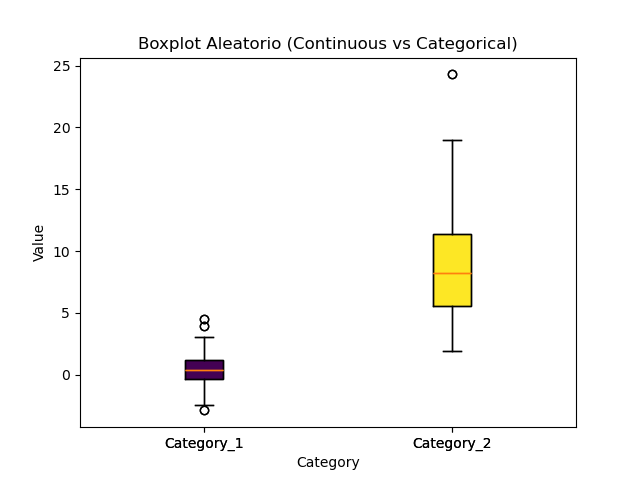 Boxplot Aleatorio (Continuous vs Categorical)
25
20
15
10
5
0
Value
Category_1
Category_2
Category